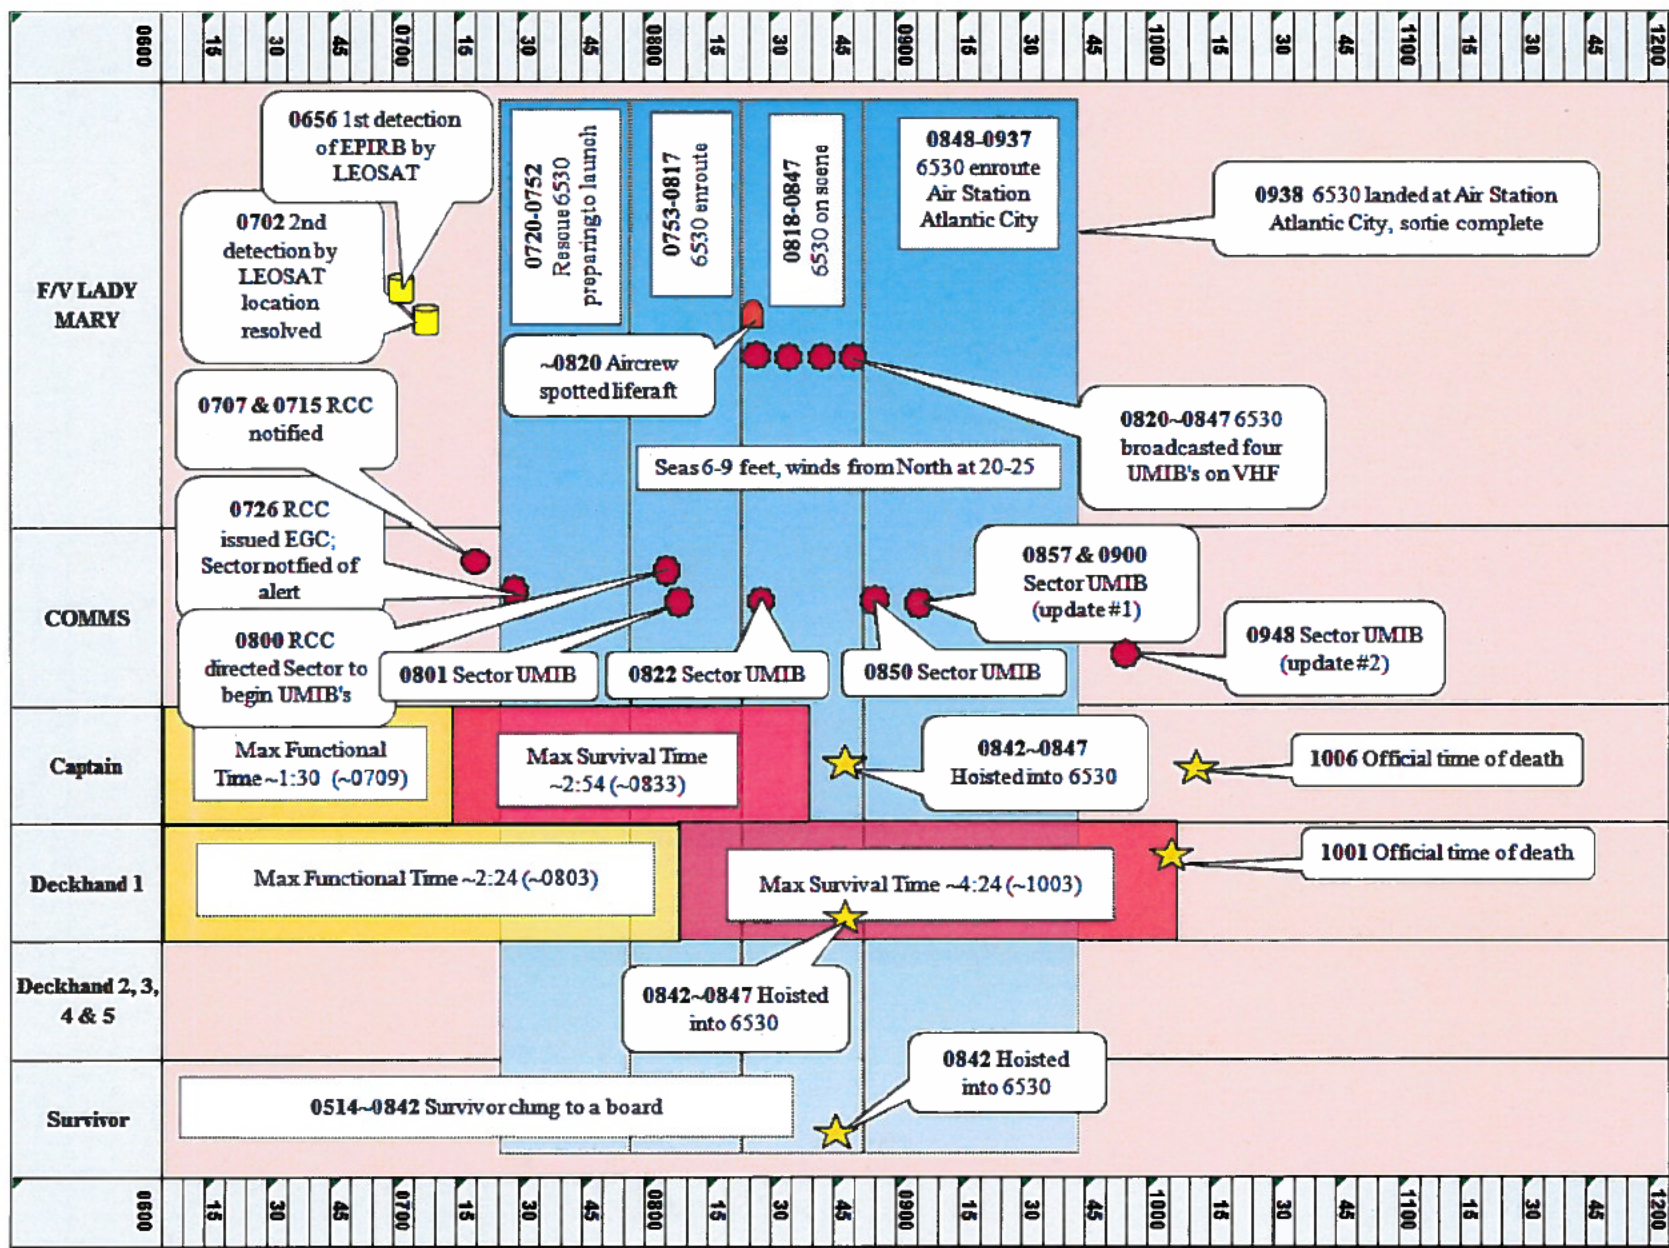 0600 15 30 45 0700 15 30 45 0800 15 30 45 0900 15 30 45 1000 15 30 45 1100 15 30 45 1200
F/V LADY
MARY
0656 1st detection
of EPIRB by
LEOSAT
0702 2nd
detection by
LEOSAT
location
resolved
0720-0752
Rescue 6530
preparing to launch
0753-0817
6530 enroute
0818-0847
6530 on scene
0848-0937
6530 enroute
Air Station
Atlantic City
0938 6530 landed at Air Station
Atlantic City, sortie complete
~0820 Aircrew
spotted liferaft
0820~0847 6530
broadcasted four
UMIB's on VHF
Seas 6-9 feet, winds from North at 20-25
COMMS
0707 & 0715 RCC
notified
0726 RCC
issued EGC;
Sector notfied of
alert
0800 RCC
directed Sector to
begin UMIB's
0801 Sector UMIB
0822 Sector UMIB
0850 Sector UMIB
0857 & 0900
Sector UMIB
(update #1)
0948 Sector UMIB
(update #2)
Captain
Max Functional
Time ~1:30 (~0709)
Max Survival Time
~2:54 (~0833)
0842~0847
Hoisted into 6530
1006 Official time of death
Deckhand 1
Max Functional Time ~2:24 (~0803)
Max Survival Time ~4:24 (~1003)
1001 Official time of death
0842~0847 Hoisted
into 6530
Deckhand 2, 3,
4 & 5
Survivor
0514~0842 Survivor clung to a board
0842 Hoisted
into 6530
0600 15 30 45 0700 15 30 45 0800 15 30 45 0900 15 30 45 1000 15 30 45 1100 15 30 45 1200